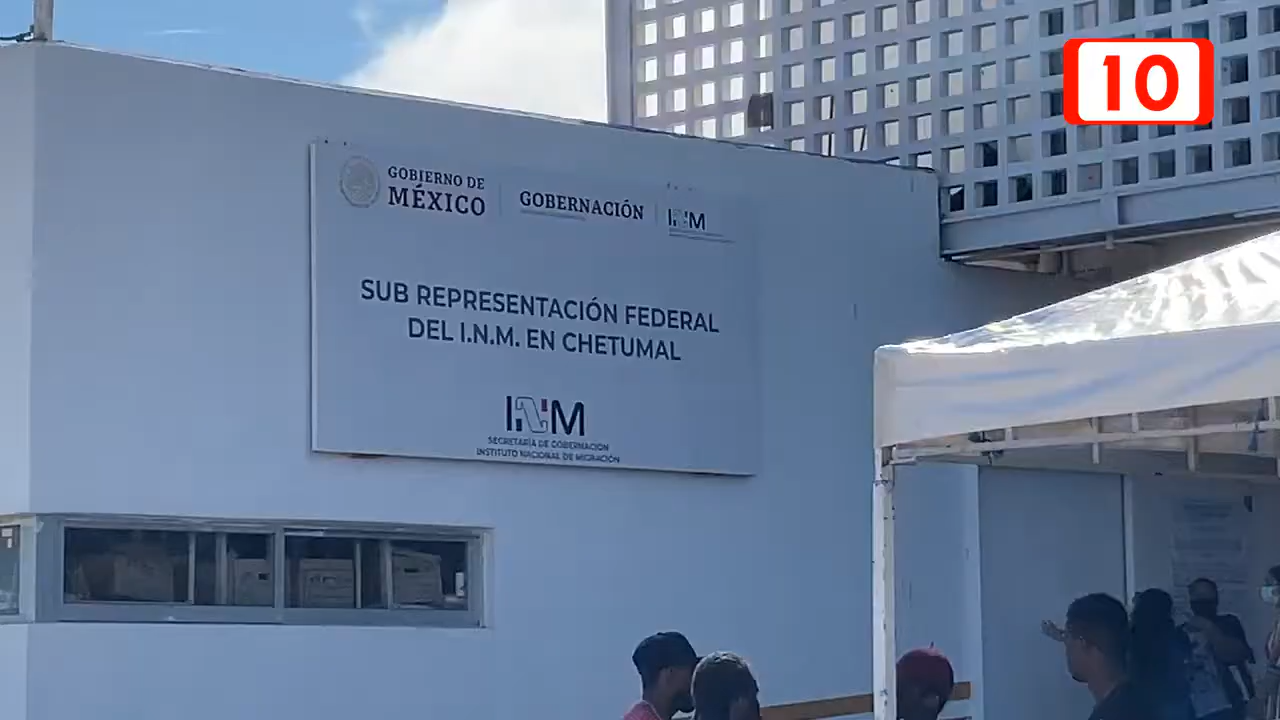 10
GOBIERNO DE
MÉXICO
GOBERNACIÓN
INM
SUB REPRESENTACIÓN FEDERAL
DEL I.N.M. EN CHETUMAL
INM
SECRETARÍA DE GOBERNACIÓN
INSTITUTO NACIONAL DE MIGRACIÓN